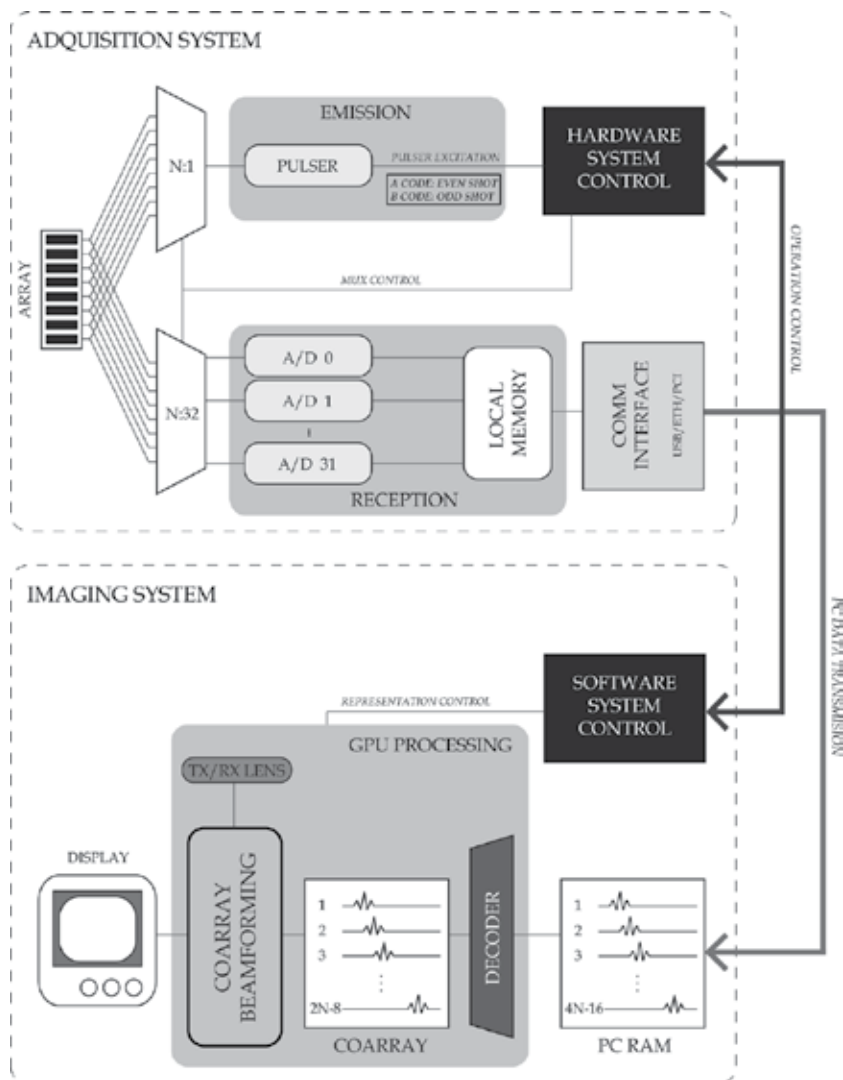 ADQUISITION SYSTEM
EMISSION
N:1
PULSER
PULSER EXCITATION
A CODE: EVEN SHOT
B CODE: ODD SHOT
HARDWARE
SYSTEM
CONTROL
ARRAY
MUX CONTROL
OPERATION CONTROL
N:32
A/D 0
A/D 1
A/D 31
LOCAL
MEMORY
RECEPTION
COMM
INTERFACE
USB/ETH/PCI
IMAGING SYSTEM
PC DATA TRANSMISION
REPRESENTATION CONTROL
SOFTWARE
SYSTEM
CONTROL
GPU PROCESSING
TX/RX LENS
DISPLAY
COARRAY
BEAMFORMING
1
2
3
2N-8
COARRAY
DECODER
1
2
3
4N-16
PC RAM